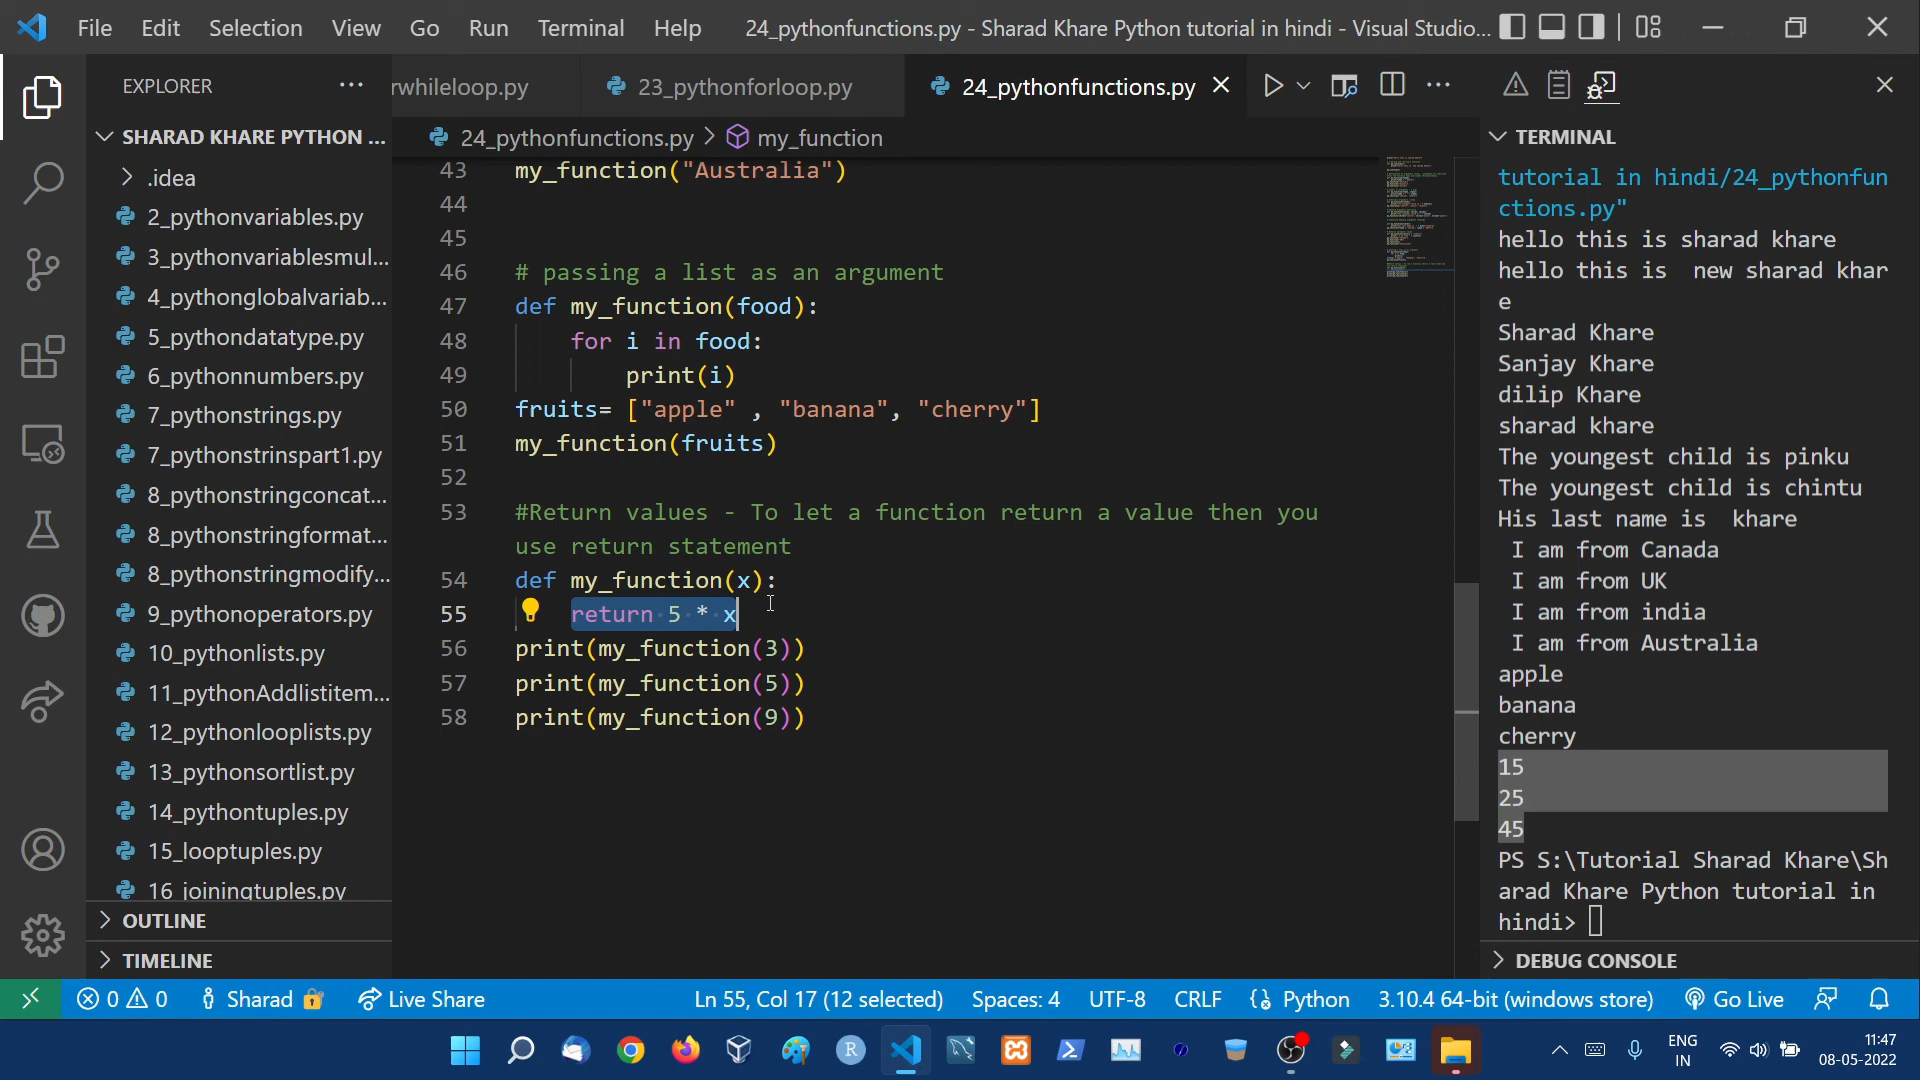 File Edit Selection View Go Run Terminal Help 24_pythonfunctions.py - Sharad Khare Python tutorial in hindi - Visual Studio...
EXPLORER
rwhileloop.py 23_pythonforloop.py 24_pythonfunctions.py
SHARAD KHARE PYTHON ...
.idea
2_pythonvariables.py
3_pythonvariablesmul...
4_pythonglobalvariab...
5_pythondatatype.py
6_pythonnumbers.py
7_pythonstrings.py
7_pythonstrinspart1.py
8_pythonstringconcat...
8_pythonstringformat...
8_pythonstringmodify...
9_pythonoperators.py
10_pythonlists.py
11_pythonAddlistitem...
12_pythonlooplists.py
13_pythonsortlist.py
14_pythontuples.py
15_looptuples.py
16_joiningtuples.py
OUTLINE
TIMELINE
24_pythonfunctions.py > my_function
43 my_function("Australia")
44
45
46 # passing a list as an argument
47 def my_function(food):
48 for i in food:
49 print(i)
50 fruits= ["apple" , "banana", "cherry"]
51 my_function(fruits)
52
53 #Return values - To let a function return a value then you
use return statement
54 def my_function(x):
55 return 5 * x
56 print(my_function(3))
57 print(my_function(5))
58 print(my_function(9))
TERMINAL
tutorial in hindi/24_pythonfun
ctions.py"
hello this is sharad khare
hello this is  new sharad khar
e
Sharad Khare
Sanjay Khare
dilip Khare
sharad khare
The youngest child is pinku
The youngest child is chintu
His last name is  khare
I am from Canada
I am from UK
I am from india
I am from Australia
apple
banana
cherry
15
25
45
PS S:\Tutorial Sharad Khare\Sh
arad Khare Python tutorial in
hindi>
DEBUG CONSOLE
0 0 Sharad Live Share Ln 55, Col 17 (12 selected) Spaces: 4 UTF-8 CRLF Python 3.10.4 64-bit (windows store) Go Live
R
ENG
IN
11:47
08-05-2022